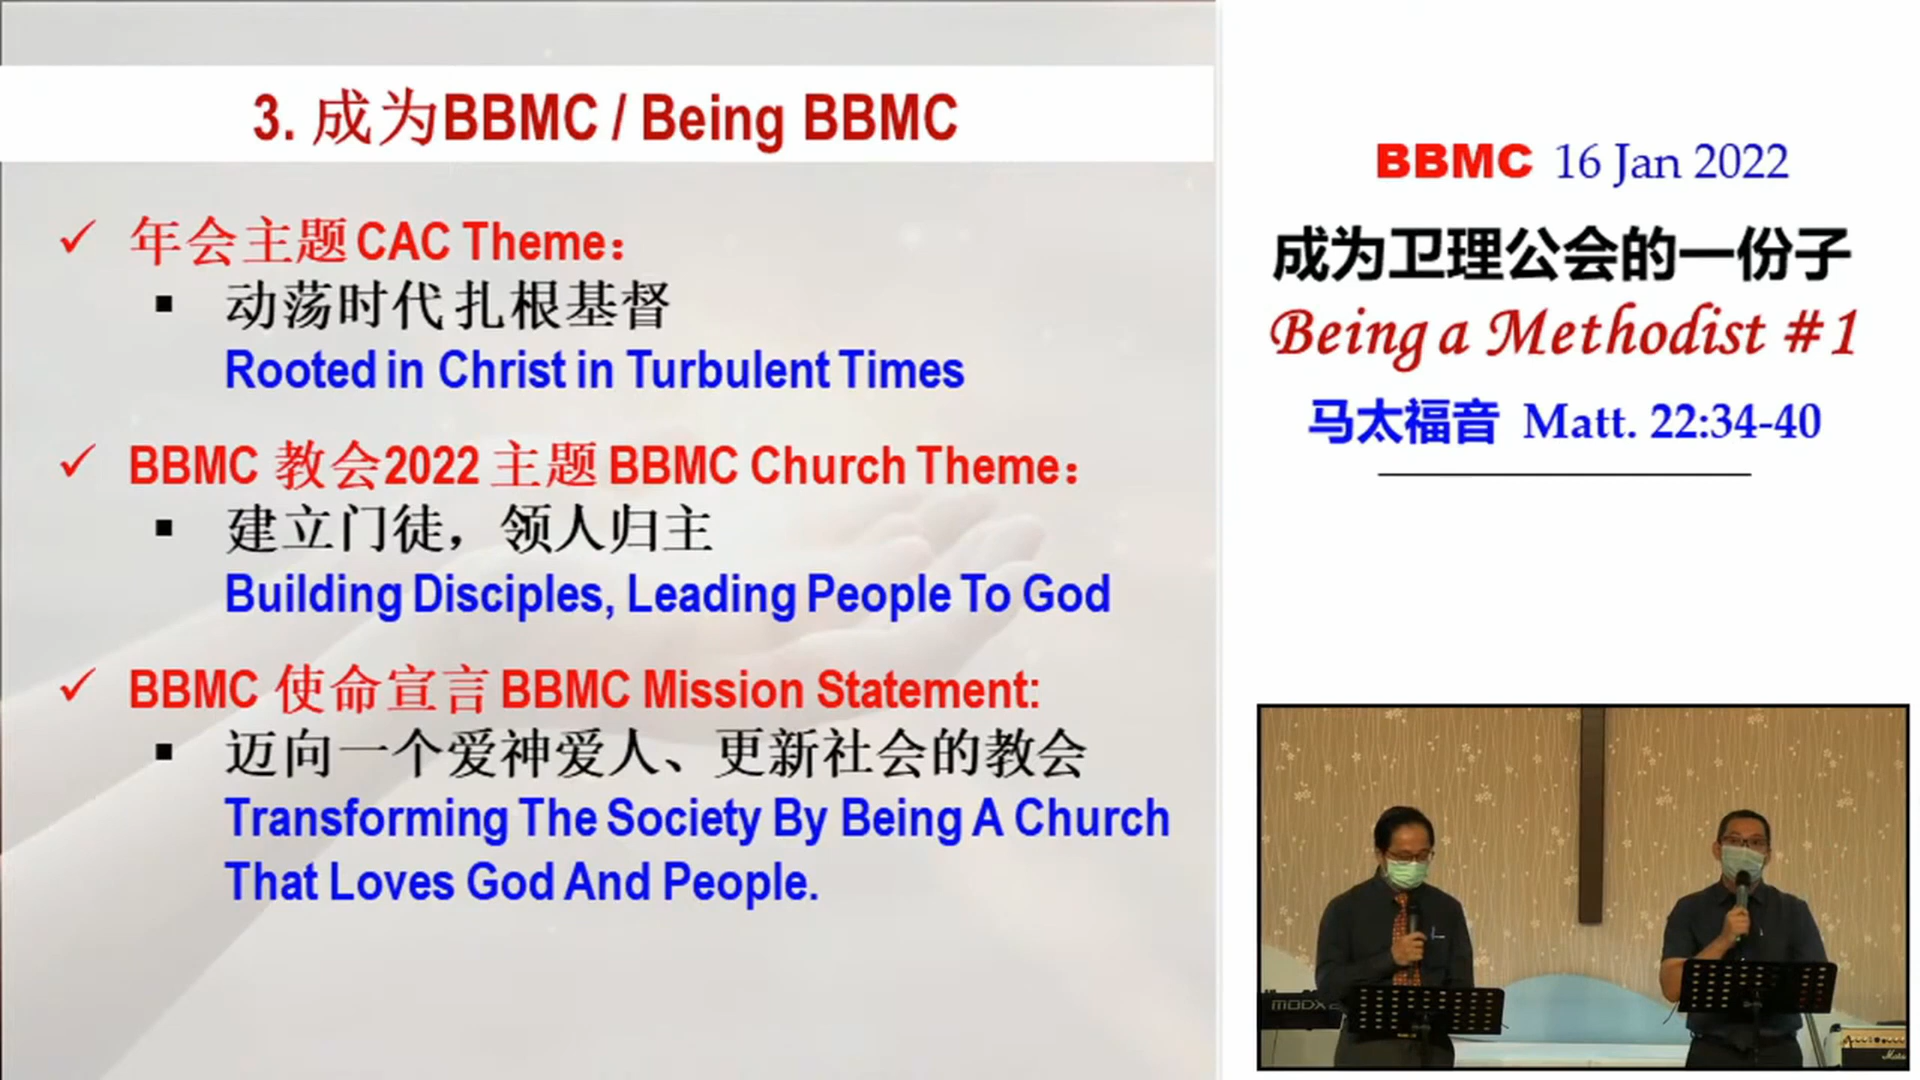 3. 成为BBMC / Being BBMC
✓ 年会主题 CAC Theme：
▪ 动荡时代 扎根基督
Rooted in Christ in Turbulent Times
✓ BBMC 教会2022 主题 BBMC Church Theme：
▪ 建立门徒，领人归主
Building Disciples, Leading People To God
✓ BBMC 使命宣言 BBMC Mission Statement:
▪ 迈向一个爱神爱人、更新社会的教会
Transforming The Society By Being A Church
That Loves God And People.
BBMC 16 Jan 2022
成为卫理公会的一份子
Being a Methodist #1
马太福音 Matt. 22:34-40
MODX